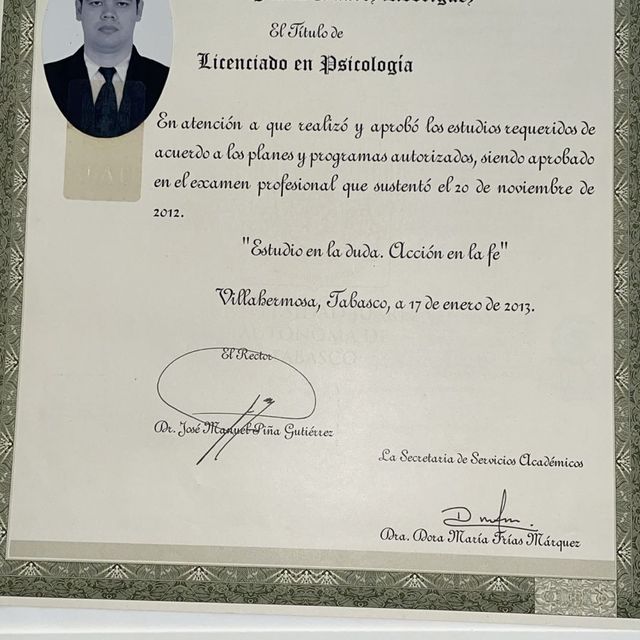 El Título de
Licenciado en Psicología
En atención a que realizó y aprobó los estudios requeridos de
acuerdo a los planes y programas autorizados, siendo aprobado
en el examen profesional que sustentó el 20 de noviembre de
2012.
"Estudio en la duda. Acción en la fe"
Villahermosa, Tabasco, a 17 de enero de 2013.
AUTÓNOMA DE
TABASCO
El Rector
Dr. José Manuel Piña Gutiérrez
La Secretaria de Servicios Académicos
Dra. Dora María Frías Márquez